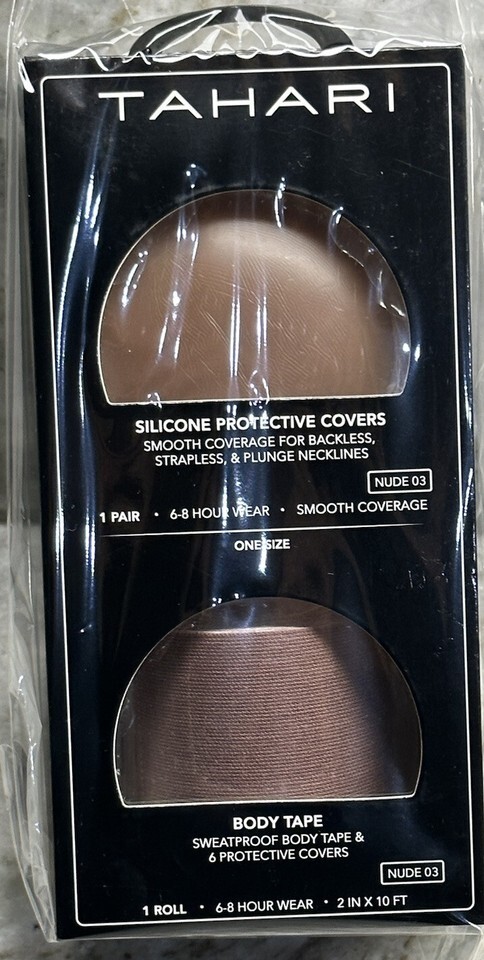 TAHARI
SILICONE PROTECTIVE COVERS
SMOOTH COVERAGE FOR BACKLESS,
STRAPLESS, & PLUNGE NECKLINES
NUDE 03
1 PAIR • 6-8 HOUR WEAR • SMOOTH COVERAGE
ONE SIZE
BODY TAPE
SWEATPROOF BODY TAPE &
6 PROTECTIVE COVERS
NUDE 03
1 ROLL • 6-8 HOUR WEAR • 2 IN X 10 FT